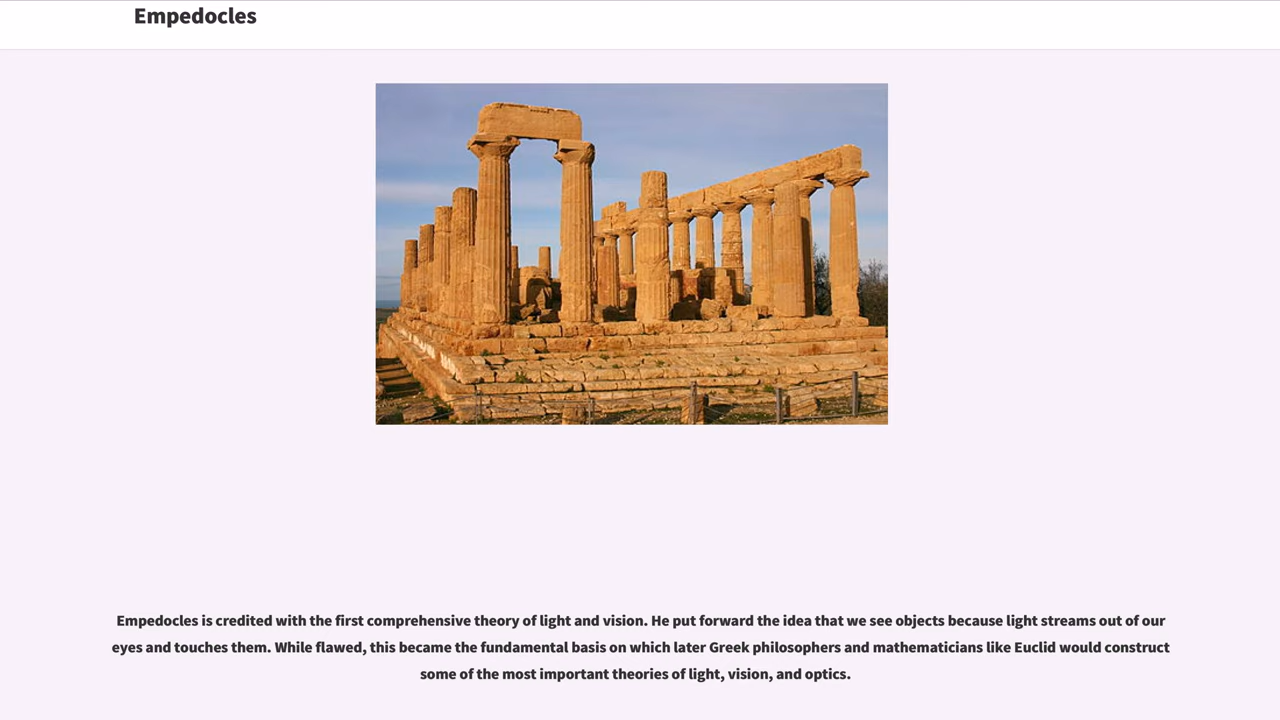 Empedocles
Empedocles is credited with the first comprehensive theory of light and vision. He put forward the idea that we see objects because light streams out of our
eyes and touches them. While flawed, this became the fundamental basis on which later Greek philosophers and mathematicians like Euclid would construct
some of the most important theories of light, vision, and optics.